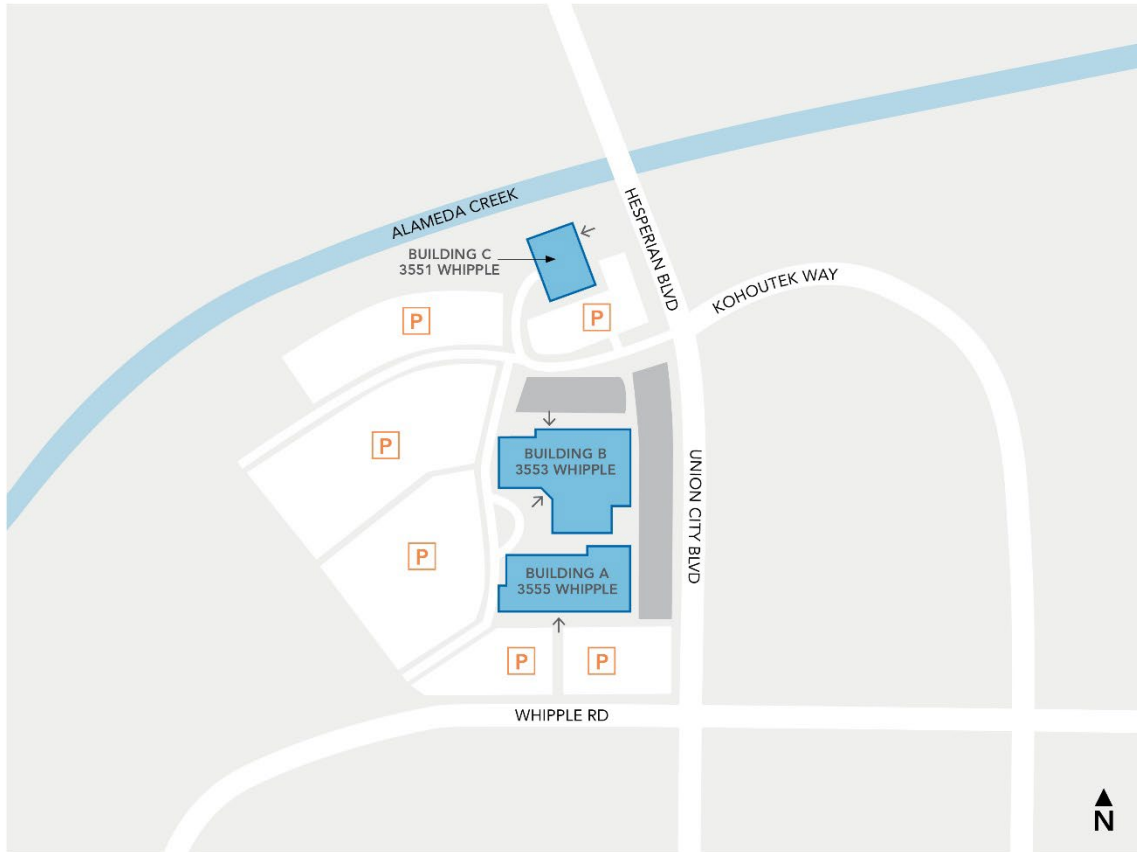 ALAMEDA CREEK
HESPERIAN BLVD
BUILDING C
3551 WHIPPLE
KOHOUTEK WAY
P
P
P
BUILDING B
3553 WHIPPLE
UNION CITY BLVD
P
BUILDING A
3555 WHIPPLE
P
P
WHIPPLE RD
N